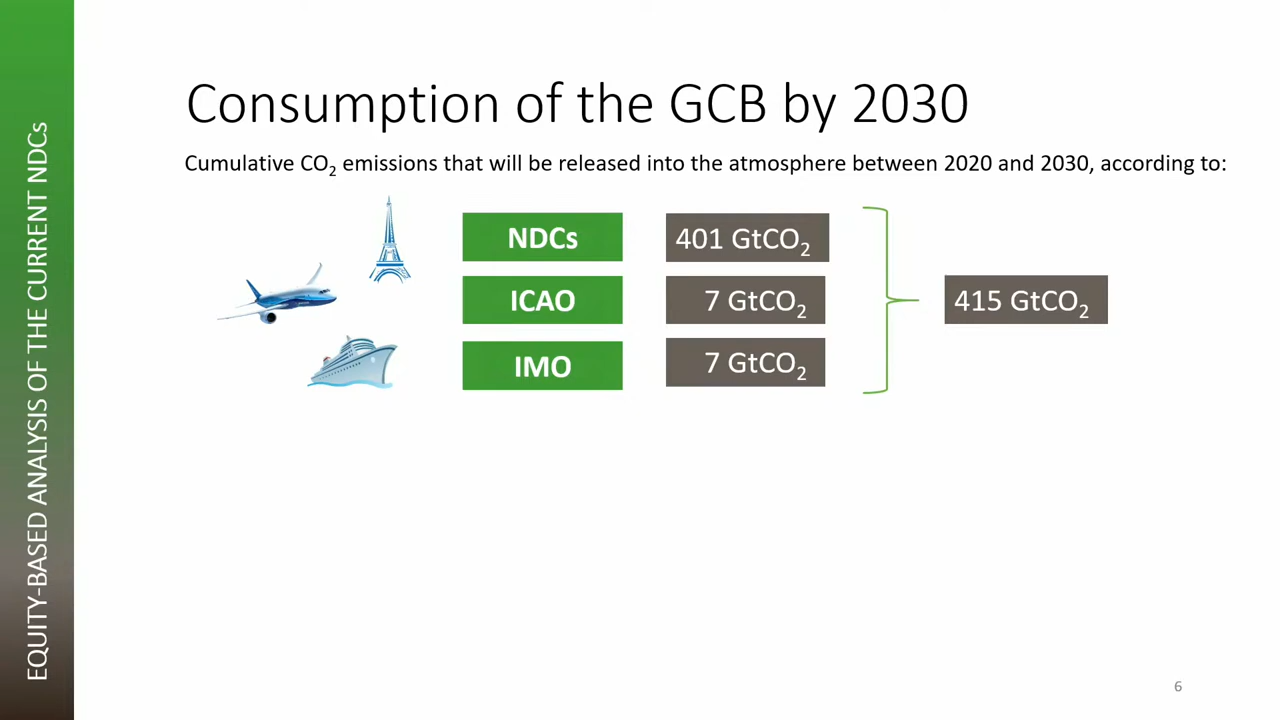 EQUITY-BASED ANALYSIS OF THE CURRENT NDCs
Consumption of the GCB by 2030
Cumulative CO₂ emissions that will be released into the atmosphere between 2020 and 2030, according to:
NDCs 401 GtCO₂
ICAO 7 GtCO₂ 415 GtCO₂
IMO 7 GtCO₂
6